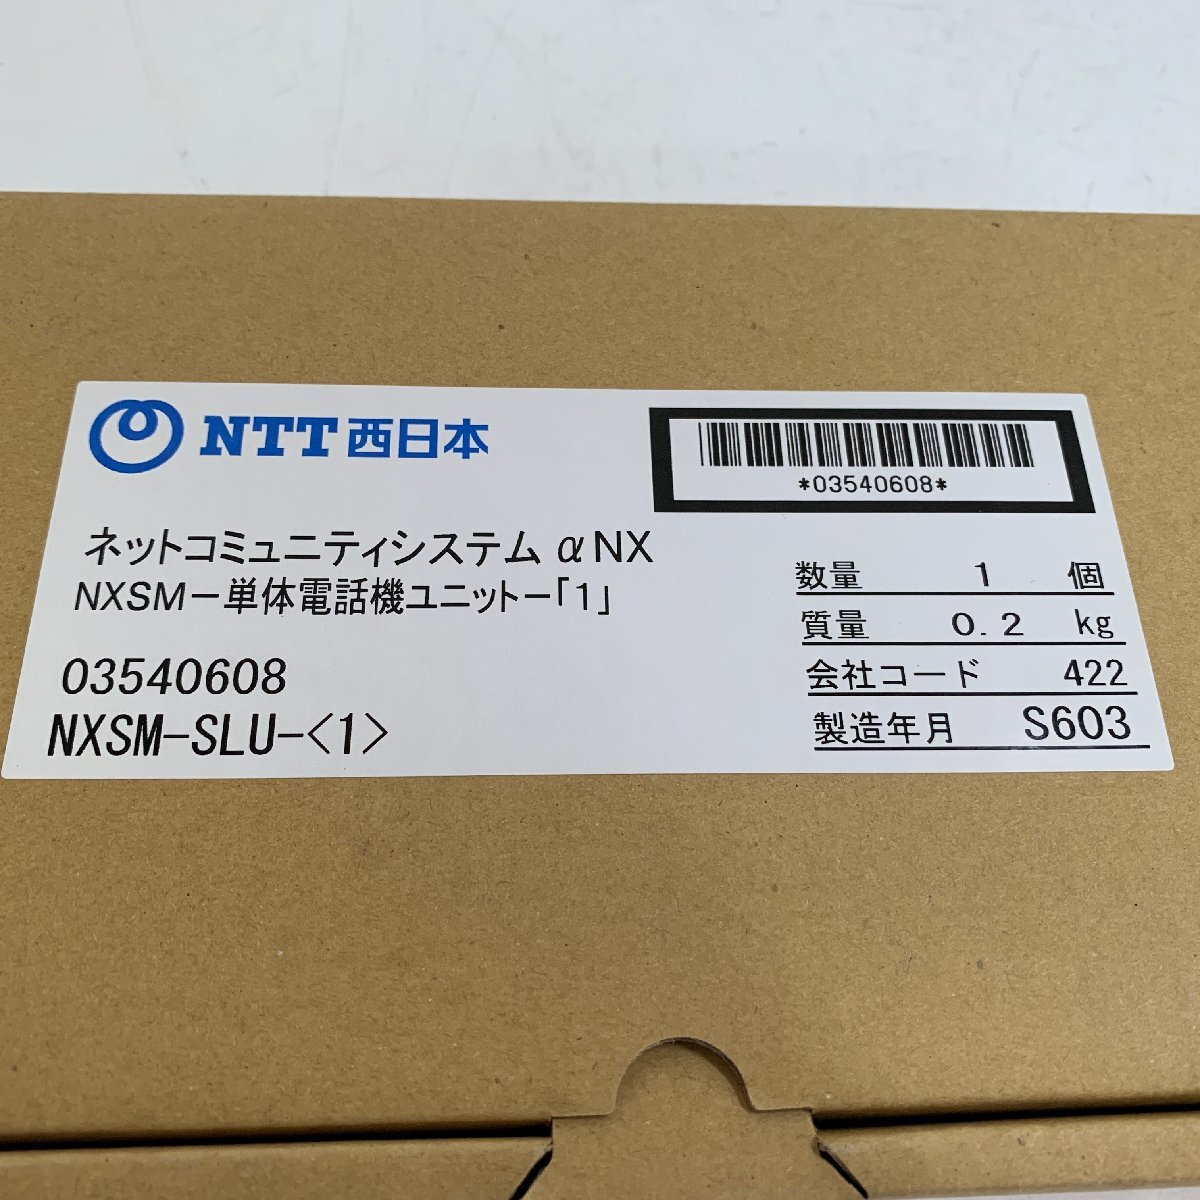 NTT西日本
*03540608*
ネットコミュニティシステム αNX
NXSM−単体電話機ユニット−「1」
03540608
NXSM-SLU-<1>
数量 1 個
質量 0.2 kg
会社コード 422
製造年月 S603